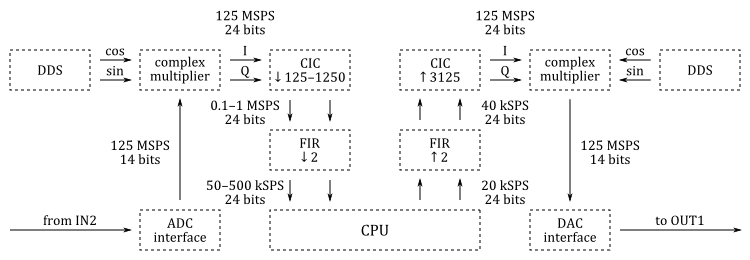 125 MSPS
24 bits
125 MSPS
24 bits
DDS
cos
sin
complex
multiplier
I
Q
CIC
↓125–1250
CIC
↑3125
I
Q
complex
multiplier
cos
sin
DDS
0.1–1 MSPS
24 bits
40 kSPS
24 bits
125 MSPS
14 bits
FIR
↓2
FIR
↑2
125 MSPS
14 bits
50–500 kSPS
24 bits
20 kSPS
24 bits
from IN2
ADC
interface
CPU
DAC
interface
to OUT1